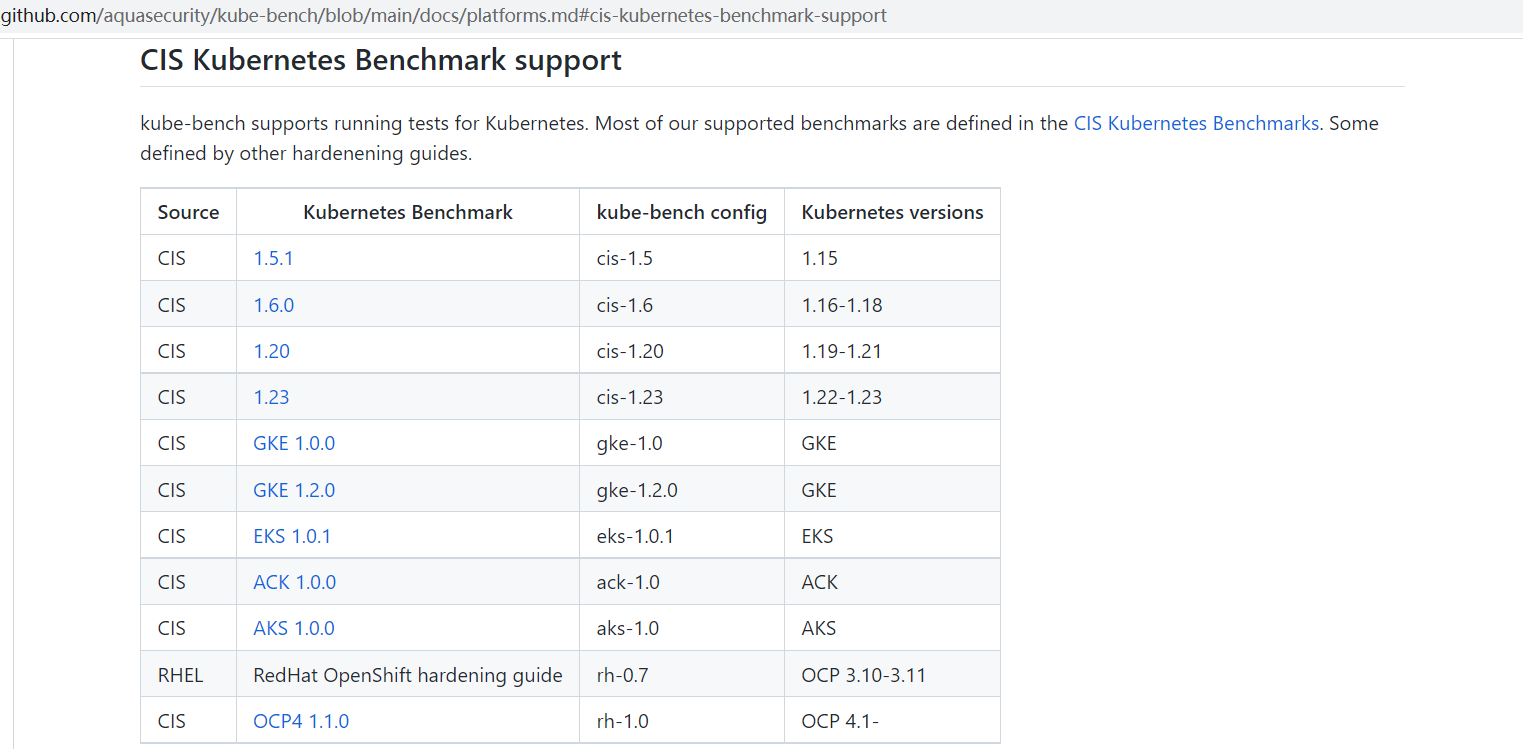 github.com/aquasecurity/kube-bench/blob/main/docs/platforms.md#cis-kubernetes-benchmark-support
CIS Kubernetes Benchmark support
kube-bench supports running tests for Kubernetes. Most of our supported benchmarks are defined in the CIS Kubernetes Benchmarks. Some
defined by other hardenening guides.
Source Kubernetes Benchmark kube-bench config Kubernetes versions
CIS 1.5.1 cis-1.5 1.15
CIS 1.6.0 cis-1.6 1.16-1.18
CIS 1.20 cis-1.20 1.19-1.21
CIS 1.23 cis-1.23 1.22-1.23
CIS GKE 1.0.0 gke-1.0 GKE
CIS GKE 1.2.0 gke-1.2.0 GKE
CIS EKS 1.0.1 eks-1.0.1 EKS
CIS ACK 1.0.0 ack-1.0 ACK
CIS AKS 1.0.0 aks-1.0 AKS
RHEL RedHat OpenShift hardening guide rh-0.7 OCP 3.10-3.11
CIS OCP4 1.1.0 rh-1.0 OCP 4.1-